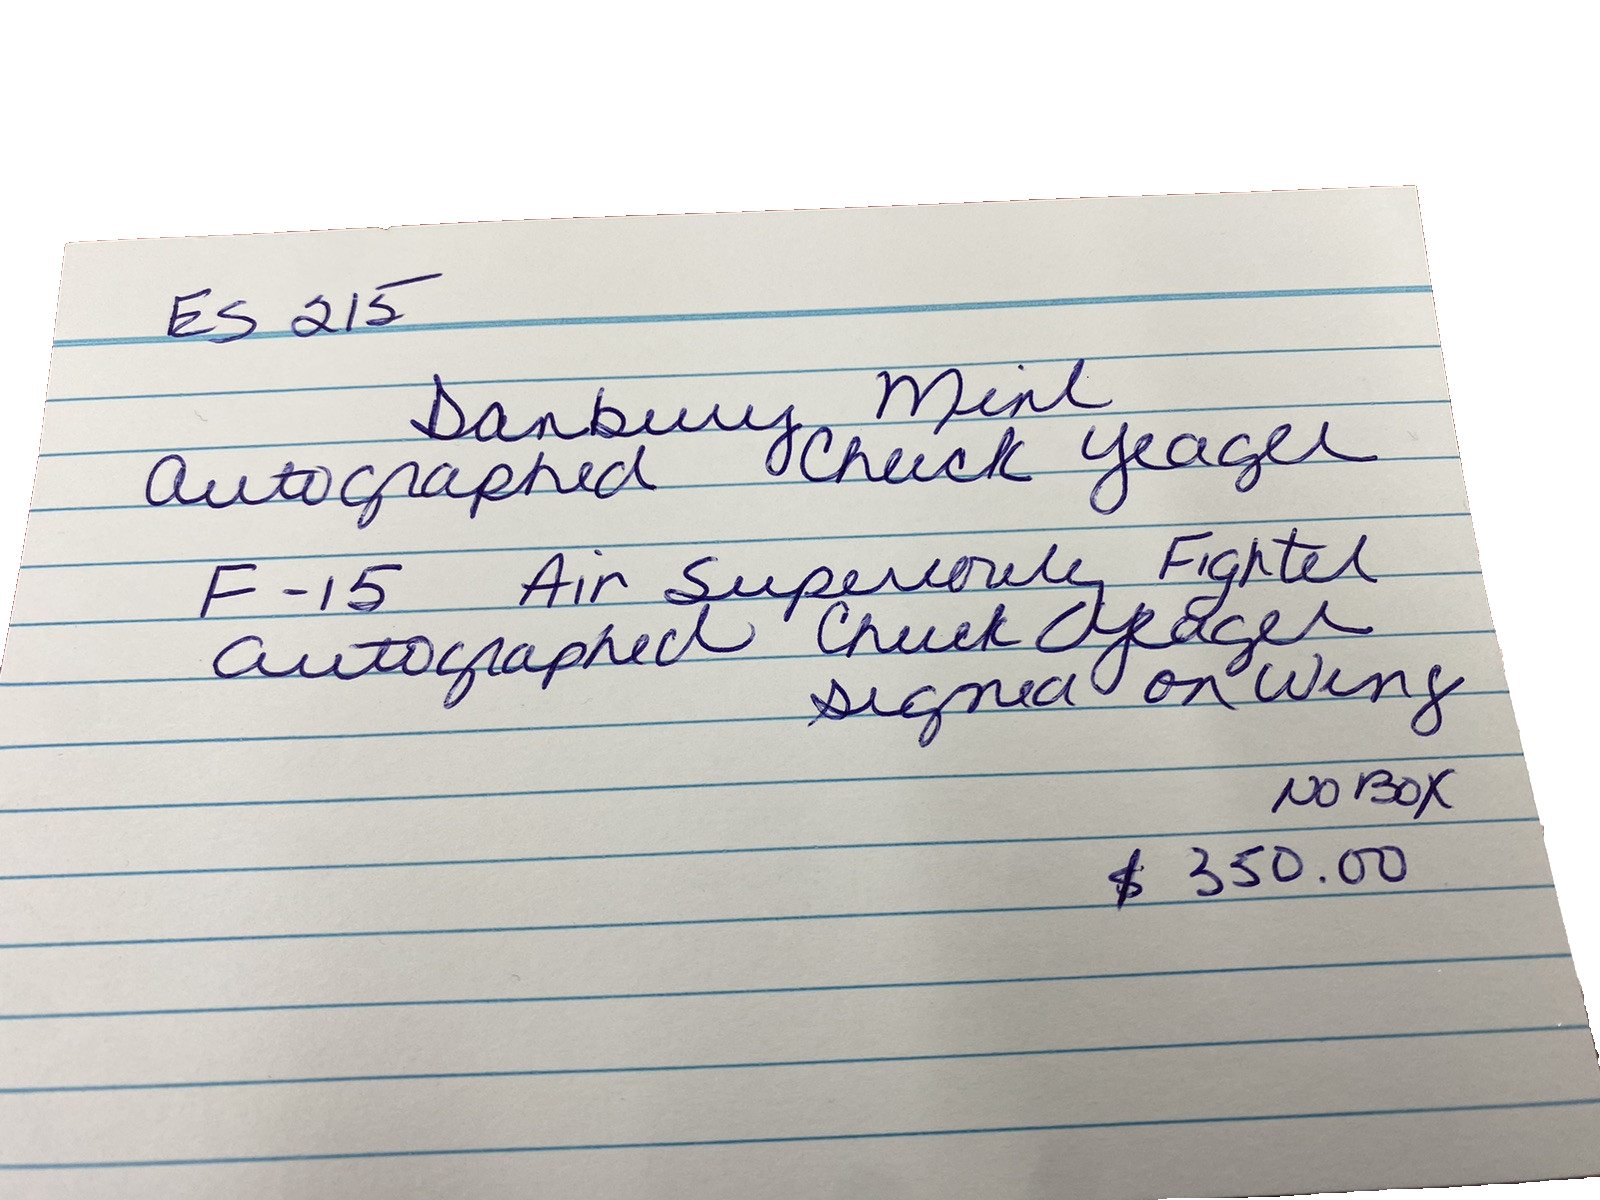 ES 215
Danbury Mint
Autographed Chuck Yeager
F-15 Air Superiority Fighter
Autographed Chuck Yeager
signed on wing
NO BOX
$ 350.00